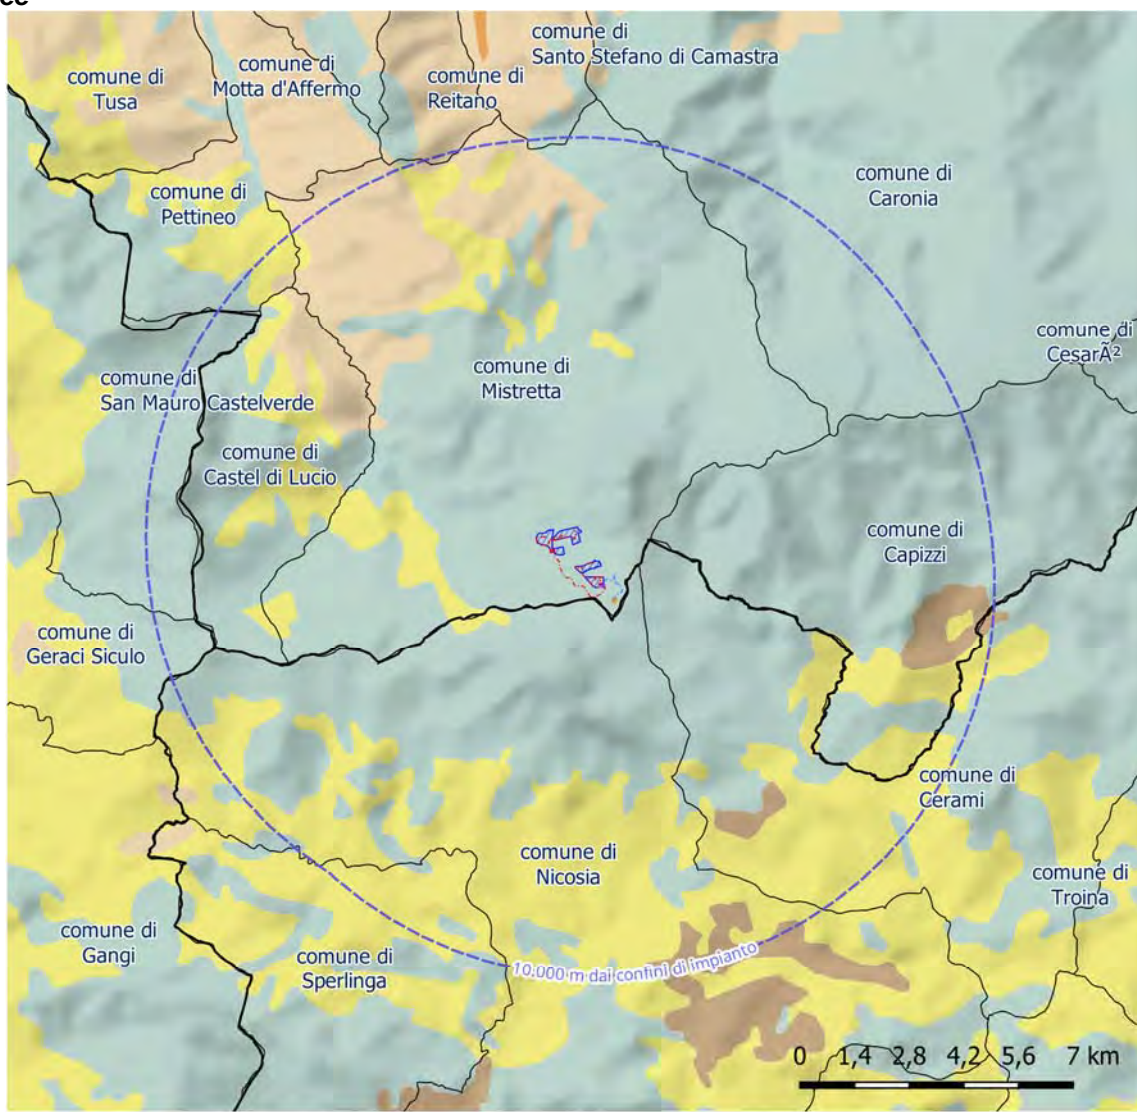 comune di
Santo Stefano di Camastra
comune di
Tusa
comune di
Motta d'Affermo
comune di
Reitano
comune di
Pettineo
comune di
Caronia
comune di
CesarÃ²
comune di
San Mauro Castelverde
comune di
Mistretta
comune di
Castel di Lucio
comune di
Capizzi
comune di
Geraci Siculo
comune di
Cerami
comune di
Nicosia
comune di
Troina
comune di
Gangi
comune di
Sperlinga
10.000 m dai confini di impianto
0 1,4 2,8 4,2 5,6 7 km